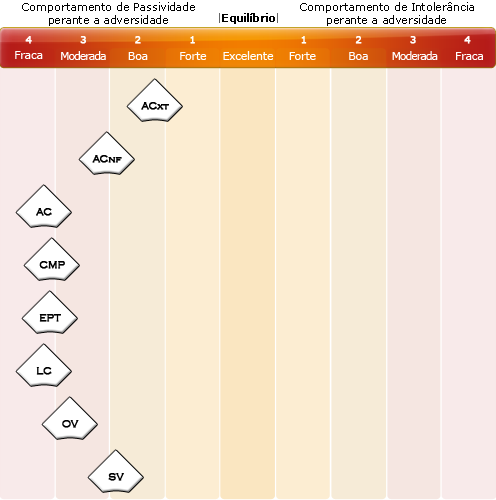 Comportamento de Passividade
perante a adversidade
|Equilíbrio|
Comportamento de Intolerância
perante a adversidade
4 3 2 1 1 2 3 4
Fraca Moderada Boa Forte Excelente Forte Boa Moderada Fraca
ACXT
ACNF
AC
CMP
EPT
LC
OV
SV